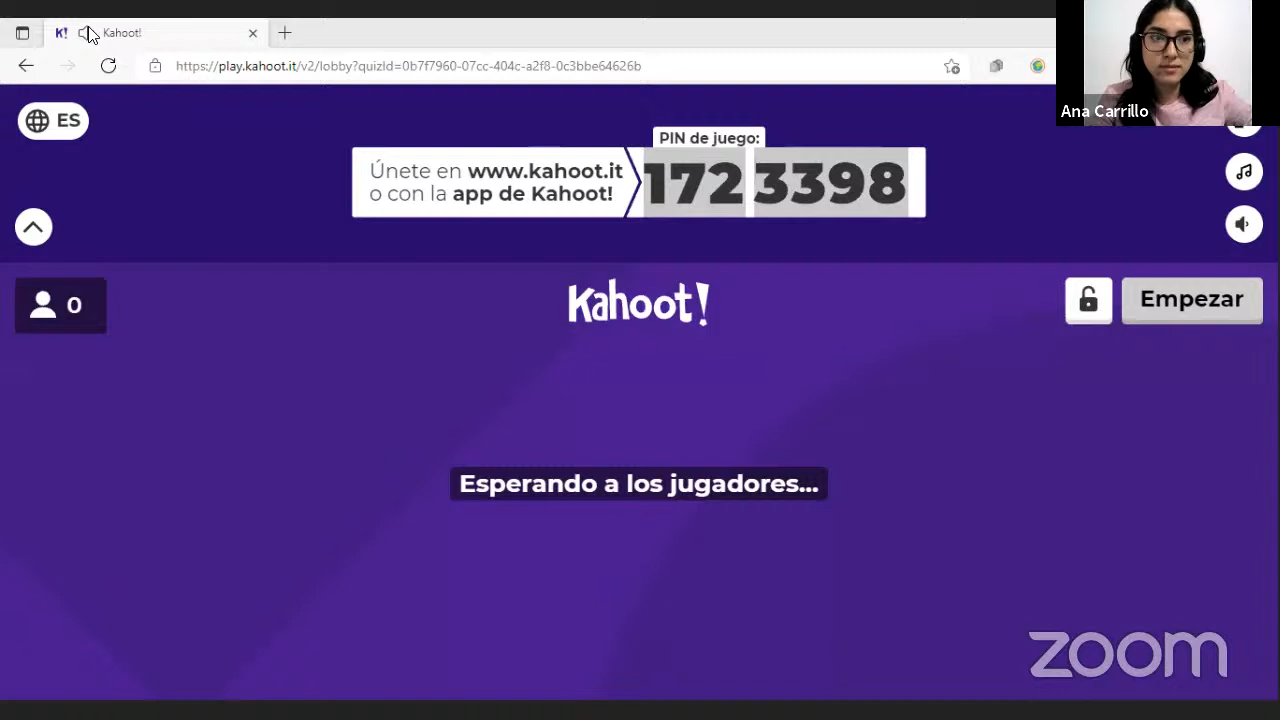 K! Kahoot!
https://play.kahoot.it/v2/lobby?quizId=0b7f7960-07cc-404c-a2f8-0c3bbe64626b
Ana Carrillo
ES
PIN de juego:
Únete en www.kahoot.it
o con la app de Kahoot!
172 3398
0
Kahoot!
Empezar
Esperando a los jugadores...
zoom